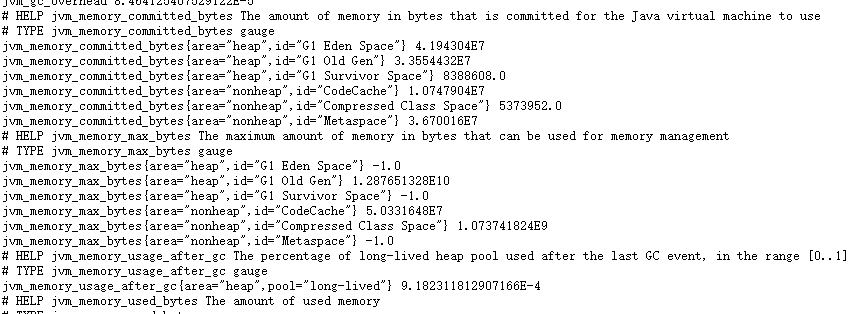 jvm_gc_overhead 8.464125407529122E-5
# HELP jvm_memory_committed_bytes The amount of memory in bytes that is committed for the Java virtual machine to use
# TYPE jvm_memory_committed_bytes gauge
jvm_memory_committed_bytes{area="heap",id="G1 Eden Space"} 4.194304E7
jvm_memory_committed_bytes{area="heap",id="G1 Old Gen"} 3.3554432E7
jvm_memory_committed_bytes{area="heap",id="G1 Survivor Space"} 8388608.0
jvm_memory_committed_bytes{area="nonheap",id="CodeCache"} 1.0747904E7
jvm_memory_committed_bytes{area="nonheap",id="Compressed Class Space"} 5373952.0
jvm_memory_committed_bytes{area="nonheap",id="Metaspace"} 3.670016E7
# HELP jvm_memory_max_bytes The maximum amount of memory in bytes that can be used for memory management
# TYPE jvm_memory_max_bytes gauge
jvm_memory_max_bytes{area="heap",id="G1 Eden Space"} -1.0
jvm_memory_max_bytes{area="heap",id="G1 Old Gen"} 1.287651328E10
jvm_memory_max_bytes{area="heap",id="G1 Survivor Space"} -1.0
jvm_memory_max_bytes{area="nonheap",id="CodeCache"} 5.0331648E7
jvm_memory_max_bytes{area="nonheap",id="Compressed Class Space"} 1.073741824E9
jvm_memory_max_bytes{area="nonheap",id="Metaspace"} -1.0
# HELP jvm_memory_usage_after_gc The percentage of long-lived heap pool used after the last GC event, in the range [0..1]
# TYPE jvm_memory_usage_after_gc gauge
jvm_memory_usage_after_gc{area="heap",pool="long-lived"} 9.182311812907166E-4
# HELP jvm_memory_used_bytes The amount of used memory